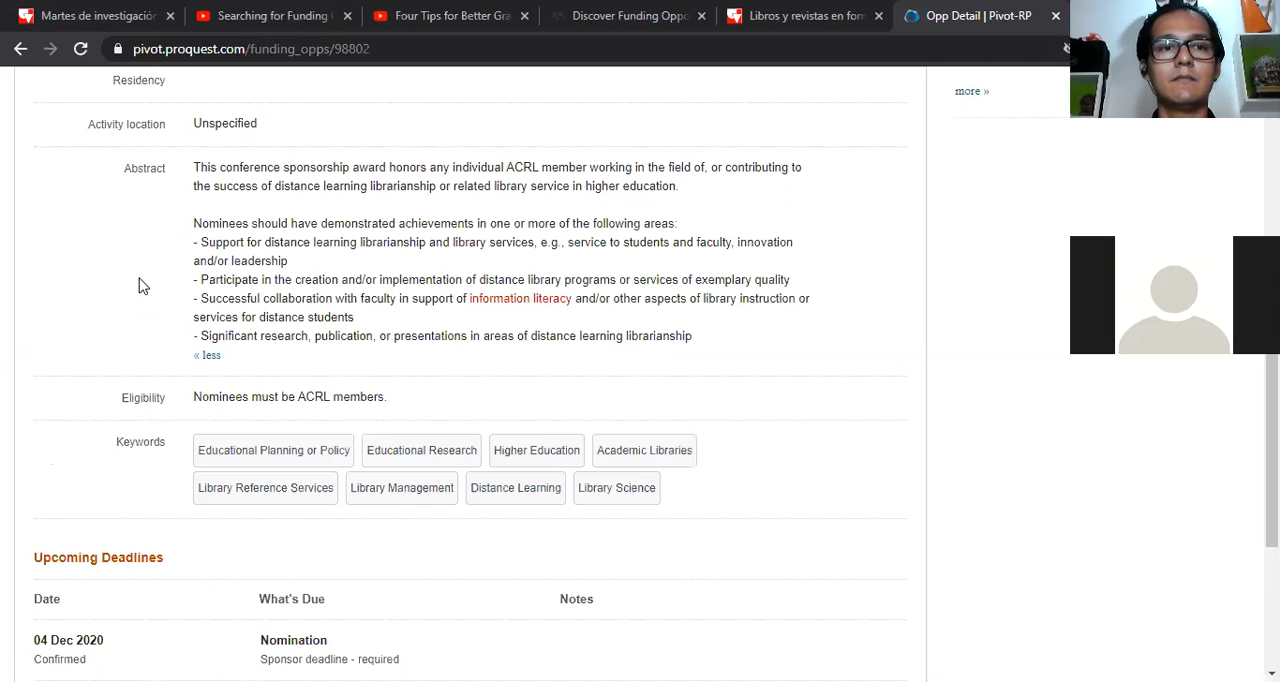 Martes de investigación
Searching for Funding
Four Tips for Better Gra
Discover Funding Oppo
Libros y revistas en form
Opp Detail | Pivot-RP
pivot.proquest.com/funding_opps/98802
Residency
more »
Activity location Unspecified
Abstract This conference sponsorship award honors any individual ACRL member working in the field of, or contributing to
the success of distance learning librarianship or related library service in higher education.
Nominees should have demonstrated achievements in one or more of the following areas:
- Support for distance learning librarianship and library services, e.g., service to students and faculty, innovation
and/or leadership
- Participate in the creation and/or implementation of distance library programs or services of exemplary quality
- Successful collaboration with faculty in support of information literacy and/or other aspects of library instruction or
services for distance students
- Significant research, publication, or presentations in areas of distance learning librarianship
« less
Eligibility Nominees must be ACRL members.
Keywords Educational Planning or Policy Educational Research Higher Education Academic Libraries
Library Reference Services Library Management Distance Learning Library Science
Upcoming Deadlines
Date What's Due Notes
04 Dec 2020 Nomination
Confirmed Sponsor deadline - required